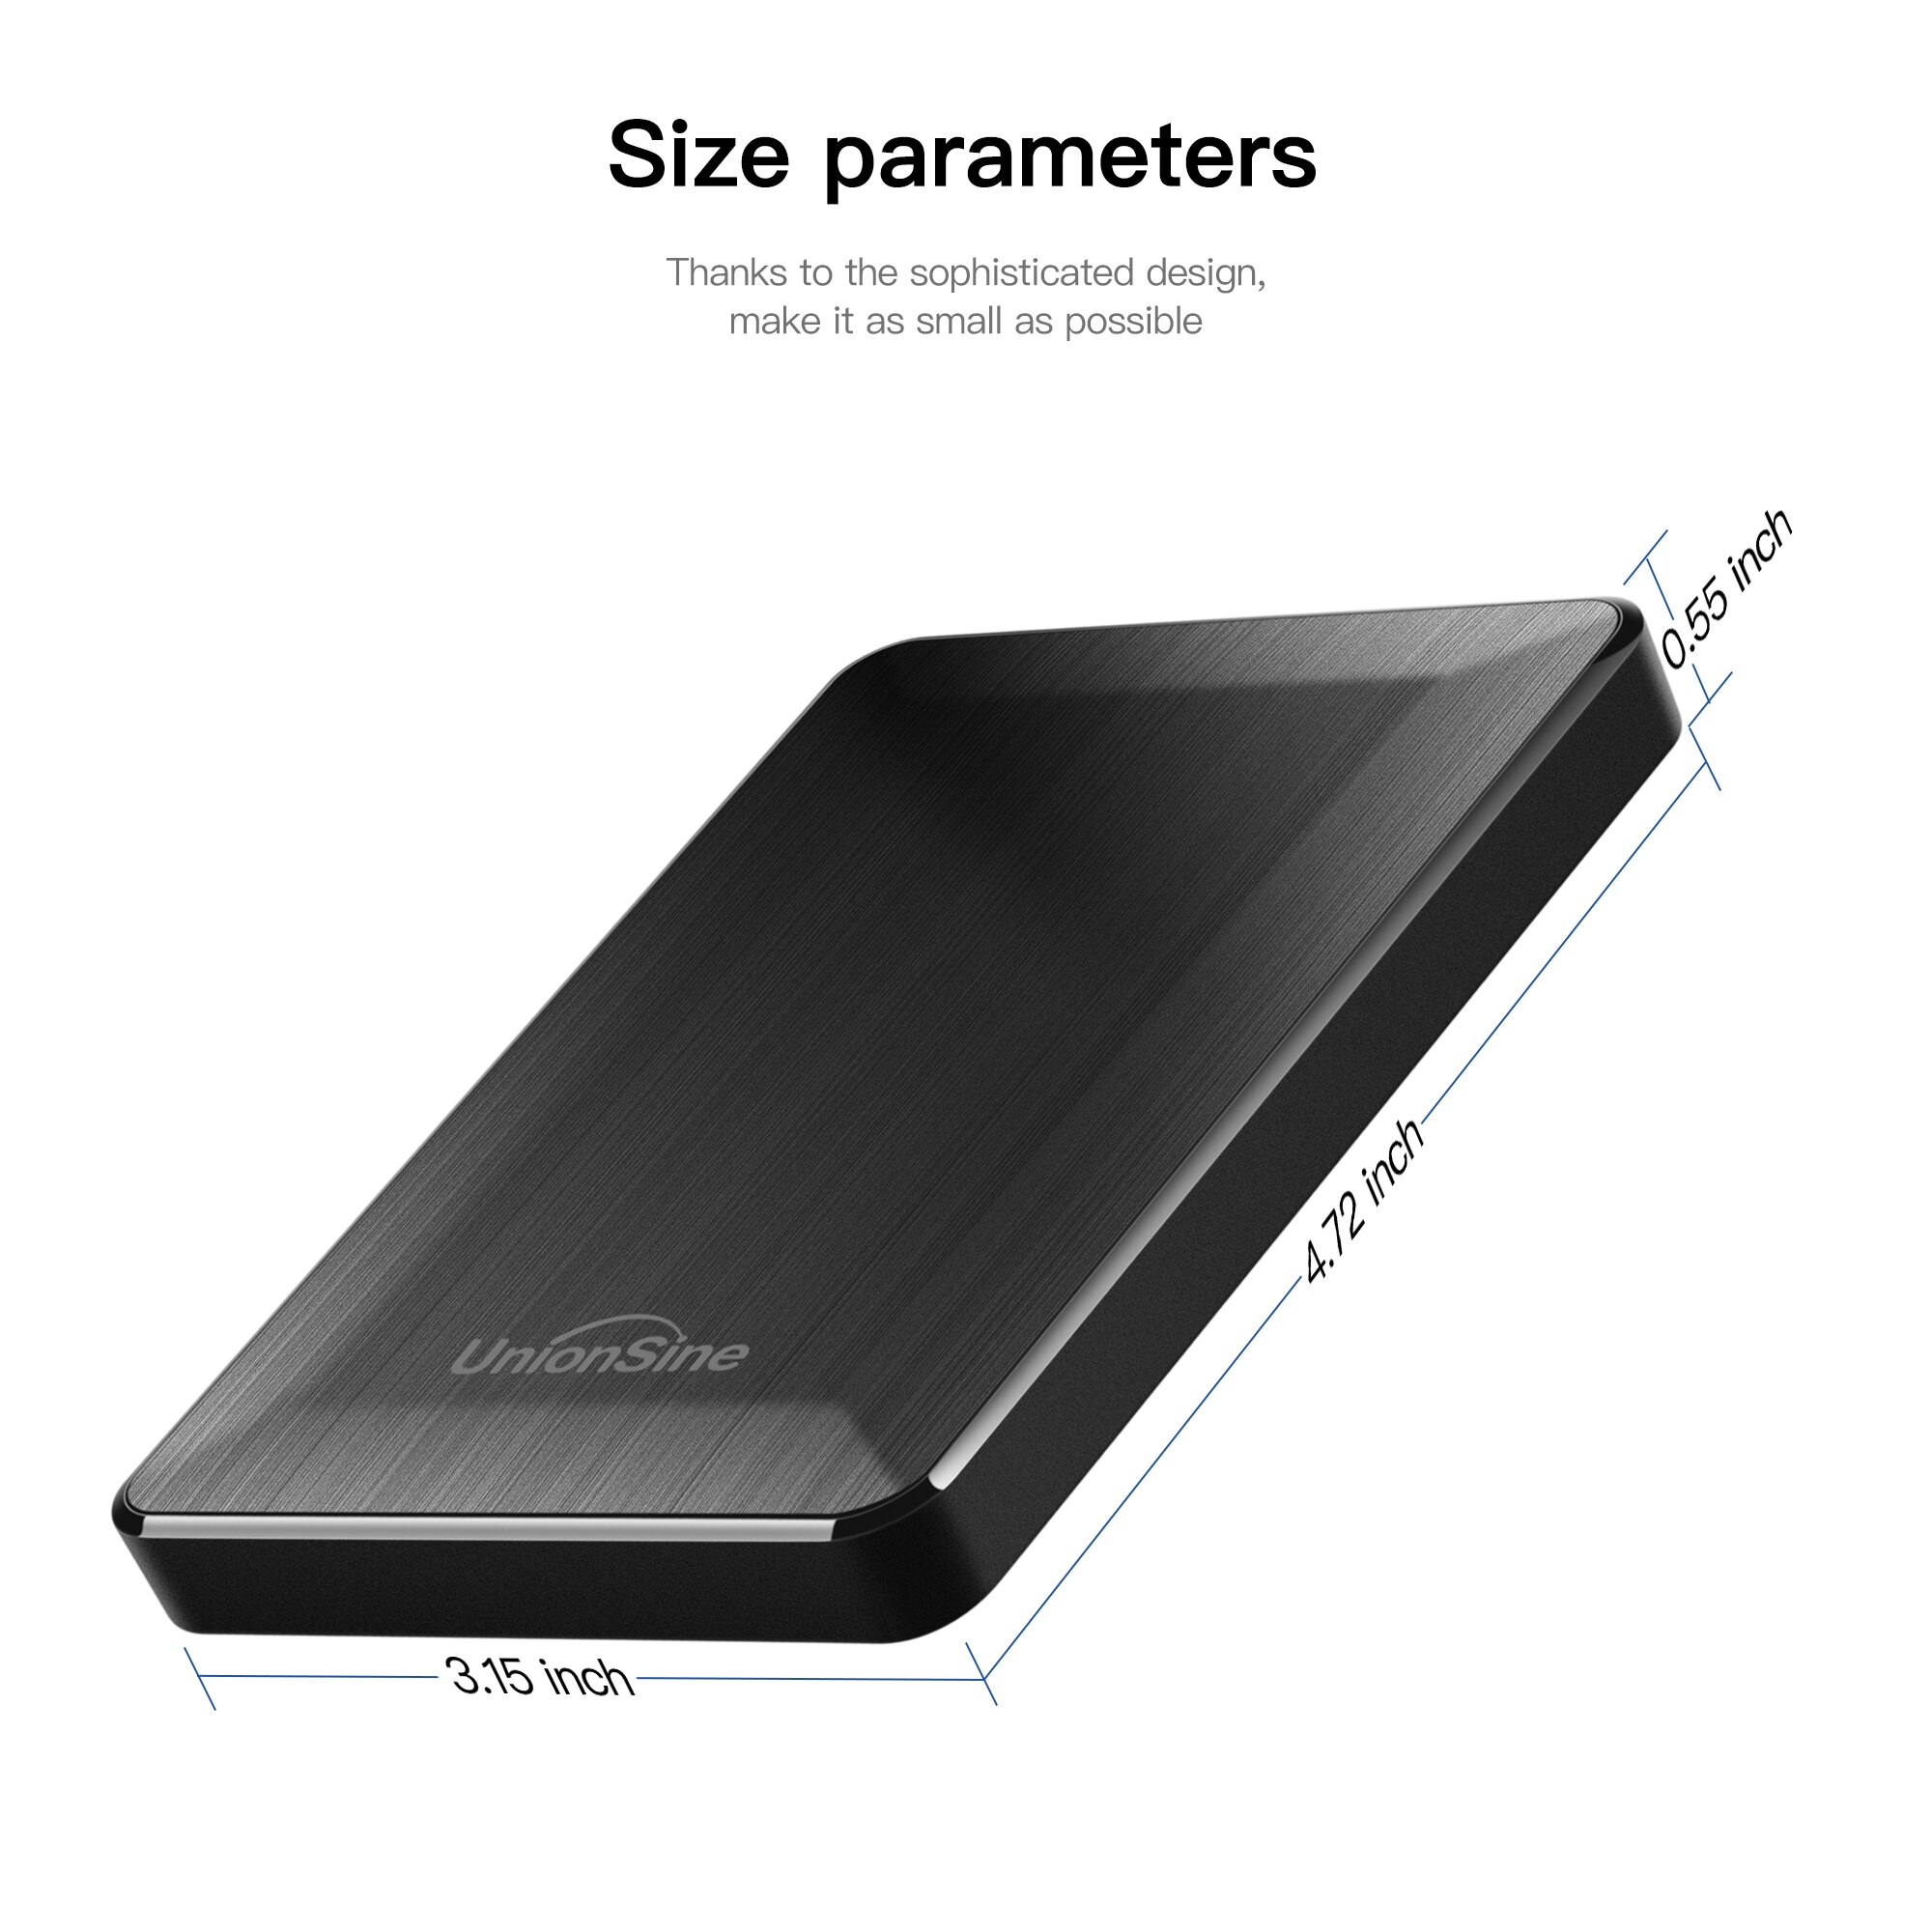 Size parameters
Thanks to the sophisticated design,
make it as small as possible
0.55 inch
4.72 inch
UnionSine
3.15 inch